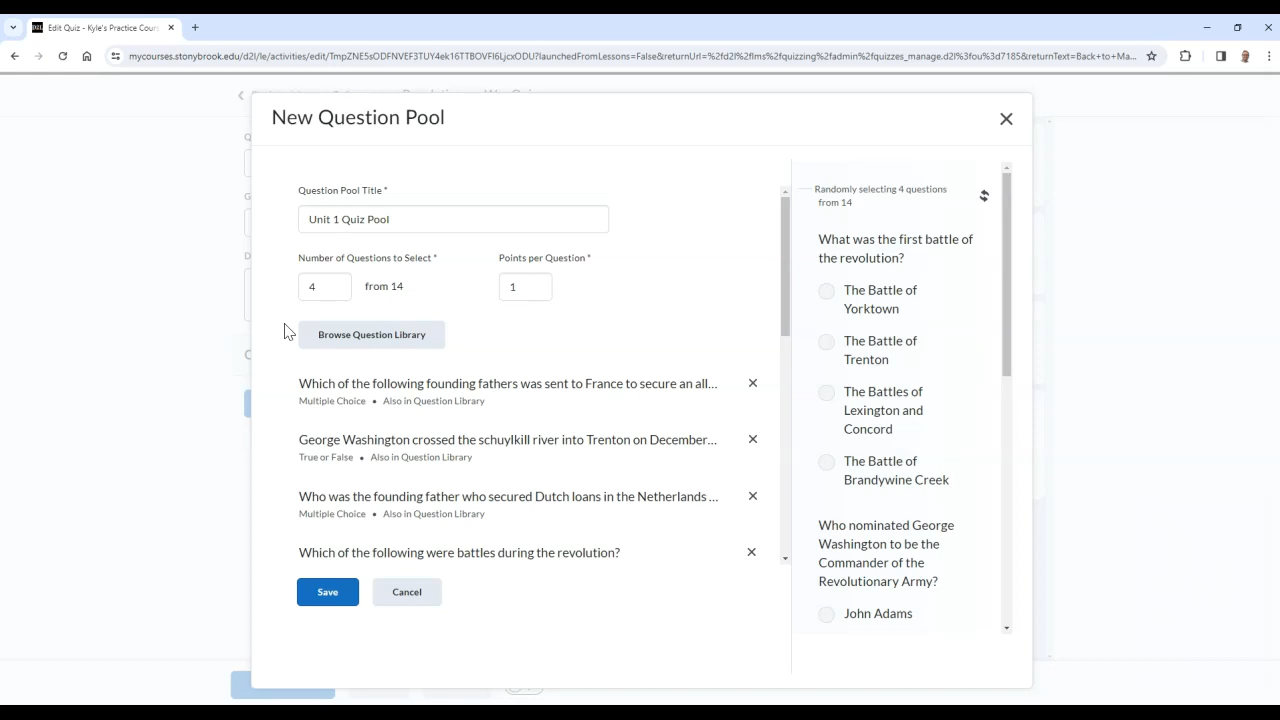 D2L Edit Quiz - Kyle's Practice Cours
mycourses.stonybrook.edu/d2l/le/activities/edit/TmpZNE5sODFNVEF3TUY4ek16TTBOVFl6LjcxODU?launchedFromLessons=False&returnUrl=%2fd2l%2flms%2fquizzing%2fadmin%2fquizzes_manage.d2l%3fou%3d7185&returnText=Back+to+Ma...
New Question Pool
Question Pool Title *
Unit 1 Quiz Pool
Number of Questions to Select *
Points per Question *
4
from 14
1
Browse Question Library
Which of the following founding fathers was sent to France to secure an all...
Multiple Choice • Also in Question Library
George Washington crossed the schuylkill river into Trenton on December...
True or False • Also in Question Library
Who was the founding father who secured Dutch loans in the Netherlands ...
Multiple Choice • Also in Question Library
Which of the following were battles during the revolution?
Save
Cancel
Randomly selecting 4 questions
from 14
What was the first battle of
the revolution?
The Battle of
Yorktown
The Battle of
Trenton
The Battles of
Lexington and
Concord
The Battle of
Brandywine Creek
Who nominated George
Washington to be the
Commander of the
Revolutionary Army?
John Adams